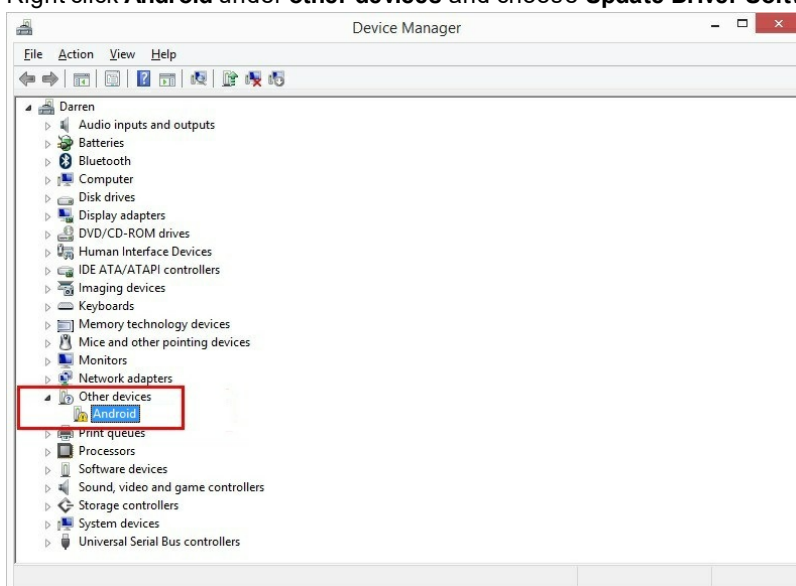 Right click Android under other devices and choose Update Driver
Device Manager
File Action View Help
Darren
Audio inputs and outputs
Batteries
Bluetooth
Computer
Disk drives
Display adapters
DVD/CD-ROM drives
Human Interface Devices
IDE ATA/ATAPI controllers
Imaging devices
Keyboards
Memory technology devices
Mice and other pointing devices
Monitors
Network adapters
Other devices
Android
Print queues
Processors
Software devices
Sound, video and game controllers
Storage controllers
System devices
Universal Serial Bus controllers